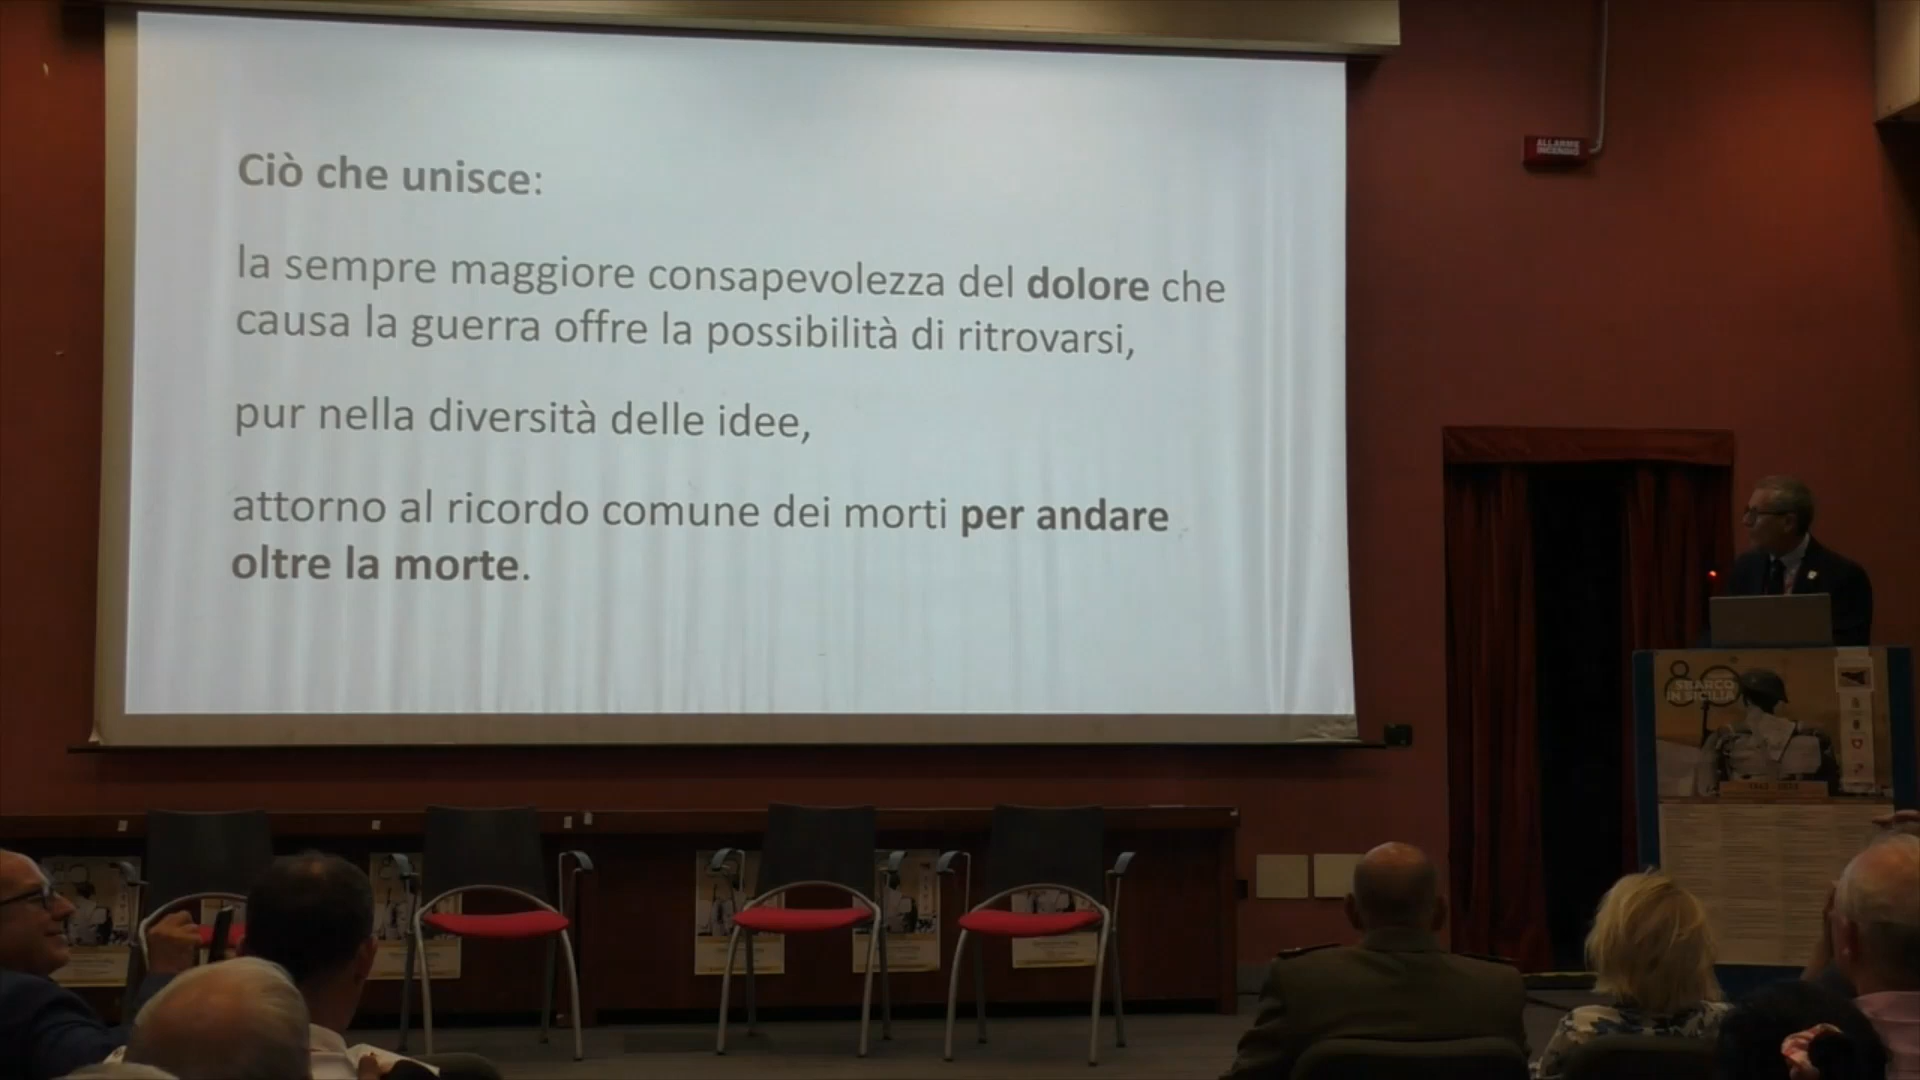 Ciò che unisce:
la sempre maggiore consapevolezza del dolore che
causa la guerra offre la possibilità di ritrovarsi,
pur nella diversità delle idee,
attorno al ricordo comune dei morti per andare
oltre la morte.
ALLARME
INCENDIO
80
SBARCO
IN SICILIA